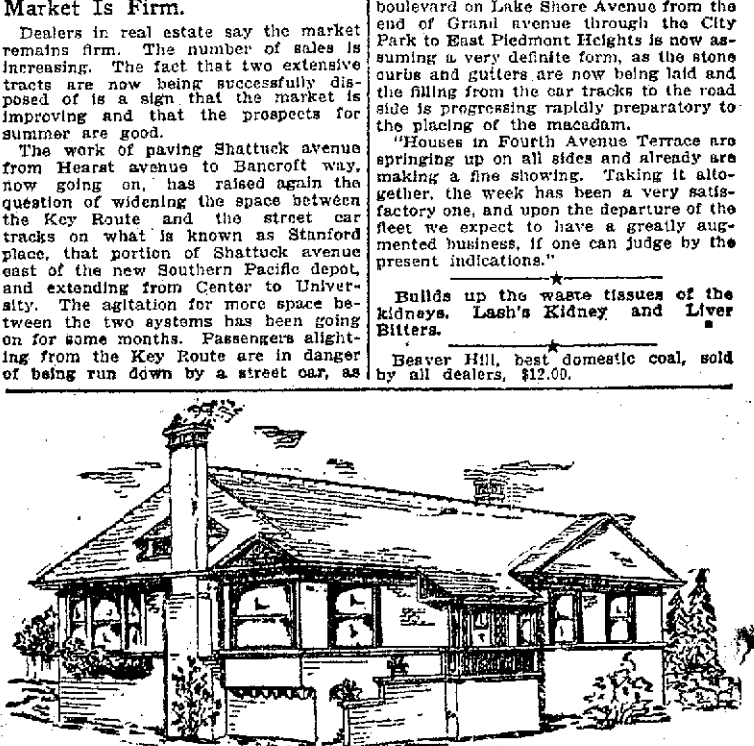 Market Is Firm.
Dealers in real estate say the market
remains firm. The number of sales is
increasing. The fact that two extensive
tracts are now being successfully dis-
posed of is a sign that the market is
improving and that the prospects for
summer are good.
The work of paving Shattuck avenue
from Hearst avenue to Bancroft way,
now going on, has raised again the
question of widening the space between
the Key Route and the street car
tracks on what is known as Stanford
place, that portion of Shattuck avenue
east of the new Southern Pacific depot,
and extending from Center to Univer-
sity. The agitation for more space be-
tween the two systems has been going
on for some months. Passengers alight-
ing from the Key Route are in danger
of being run down by a street car, as
boulevard on Lake Shore Avenue from the
end of Grand avenue through the City
Park to East Piedmont Heights is now as-
suming a very definite form, as the stone
curbs and gutters are now being laid and
the filling from the car tracks to the road
side is progressing rapidly preparatory to
the placing of the macadam.
"Houses in Fourth Avenue Terrace are
springing up on all sides and already are
making a fine showing. Taking it alto-
gether, the week has been a very satis-
factory one, and upon the departure of the
fleet we expect to have a greatly aug-
mented business, if one can judge by the
present indications."
Builds up the waste tissues of the
kidneys. Lash's Kidney and Liver
Bitters.
Beaver Hill, best domestic coal, sold
by all dealers, $12.00.